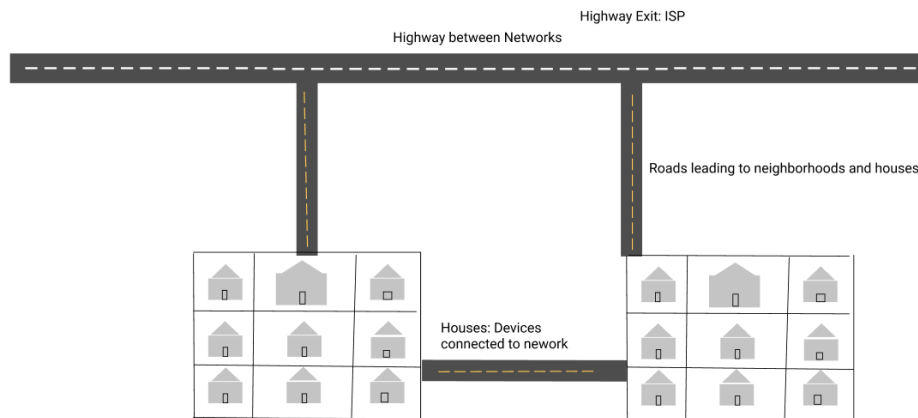 Highway Exit: ISP
Highway between Networks
Roads leading to neighborhoods and houses
Houses: Devices
connected to nework